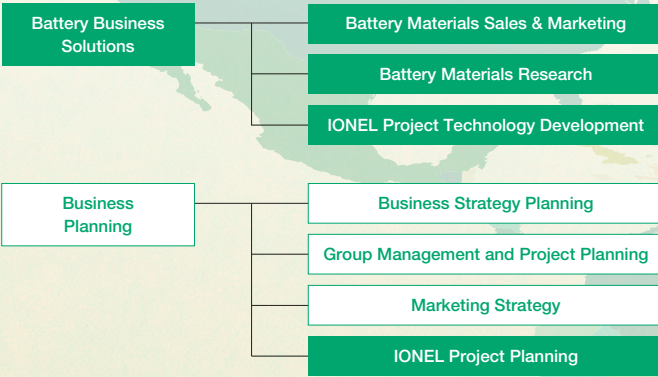 Battery Business
Solutions
Battery Materials Sales & Marketing
Battery Materials Research
IONEL Project Technology Development
Business
Planning
Business Strategy Planning
Group Management and Project Planning
Marketing Strategy
IONEL Project Planning